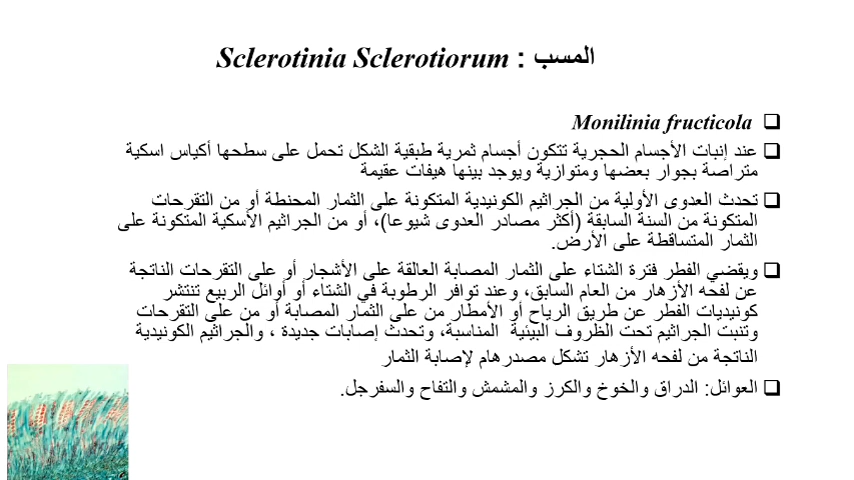 المسب : Sclerotinia Sclerotiorum
Monilinia fructicola
عند إنبات الأجسام الحجرية تتكون أجسام ثمرية طبقية الشكل تحمل على سطحها أكياس اسكية
متراصة بجوار بعضها ومتوازية ويوجد بينها هيفات عقيمة
تحدث العدوى الأولية من الجراثيم الكونيدية المتكونة على الثمار المحنطة أو من التقرحات
المتكونة من السنة السابقة (أكثر مصادر العدوى شيوعا)، أو من الجراثيم الأسكية المتكونة على
الثمار المتساقطة على الأرض.
ويقضي الفطر فترة الشتاء على الثمار المصابة العالقة على الأشجار أو على التقرحات الناتجة
عن لفحه الأزهار من العام السابق، وعند توافر الرطوبة في الشتاء أو أوائل الربيع تنتشر
كونيديات الفطر عن طريق الرياح أو الأمطار من على الثمار المصابة أو من على التقرحات
وتنبت الجراثيم تحت الظروف البيئية المناسبة، وتحدث إصابات جديدة ، والجراثيم الكونيدية
الناتجة من لفحه الأزهار تشكل مصدرهام لإصابة الثمار
العوائل: الدراق والخوخ والكرز والمشمش والتفاح والسفرجل.